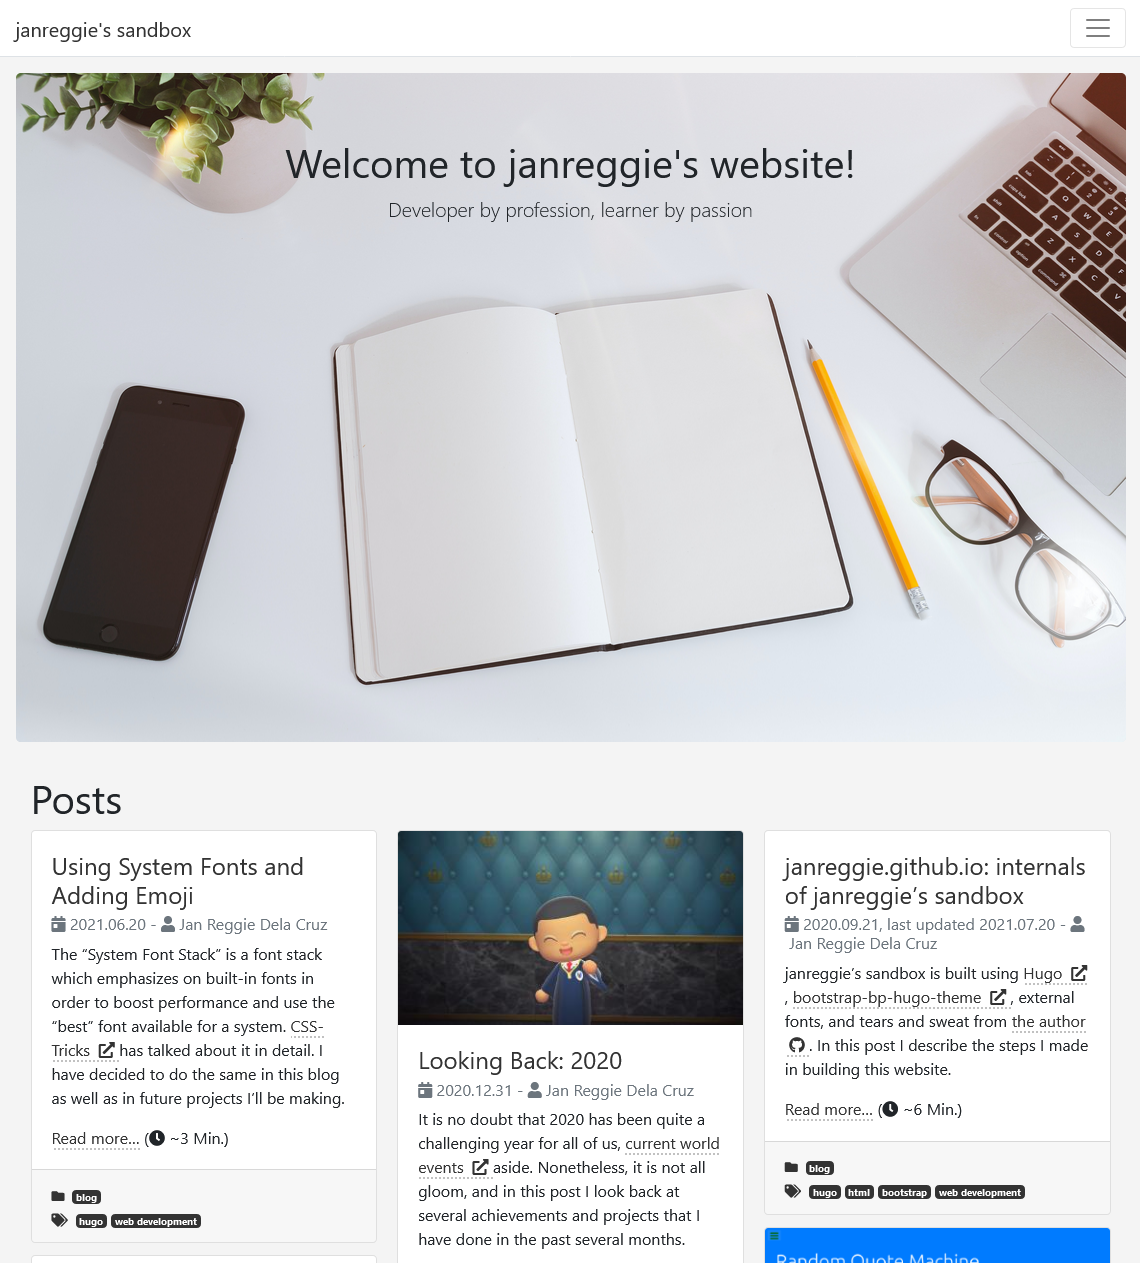 janreggie's sandbox
Welcome to janreggie's website!
Developer by profession, learner by passion
Posts
Using System Fonts and
Adding Emoji
2021.06.20 - Jan Reggie Dela Cruz
The “System Font Stack” is a font stack
which emphasizes on built-in fonts in
order to boost performance and use the
“best” font available for a system. CSS-
Tricks has talked about it in detail. I
have decided to do the same in this blog
as well as in future projects I’ll be making.
Read more... (~3 Min.)
blog
hugo web development
Looking Back: 2020
2020.12.31 - Jan Reggie Dela Cruz
It is no doubt that 2020 has been quite a
challenging year for all of us, current world
events aside. Nonetheless, it is not all
gloom, and in this post I look back at
several achievements and projects that I
have done in the past several months.
janreggie.github.io: internals
of janreggie’s sandbox
2020.09.21, last updated 2021.07.20 -
Jan Reggie Dela Cruz
janreggie’s sandbox is built using Hugo
, bootstrap-bp-hugo-theme , external
fonts, and tears and sweat from the author
. In this post I describe the steps I made
in building this website.
Read more... (~6 Min.)
blog
hugo html bootstrap web development
Random Quote Machine